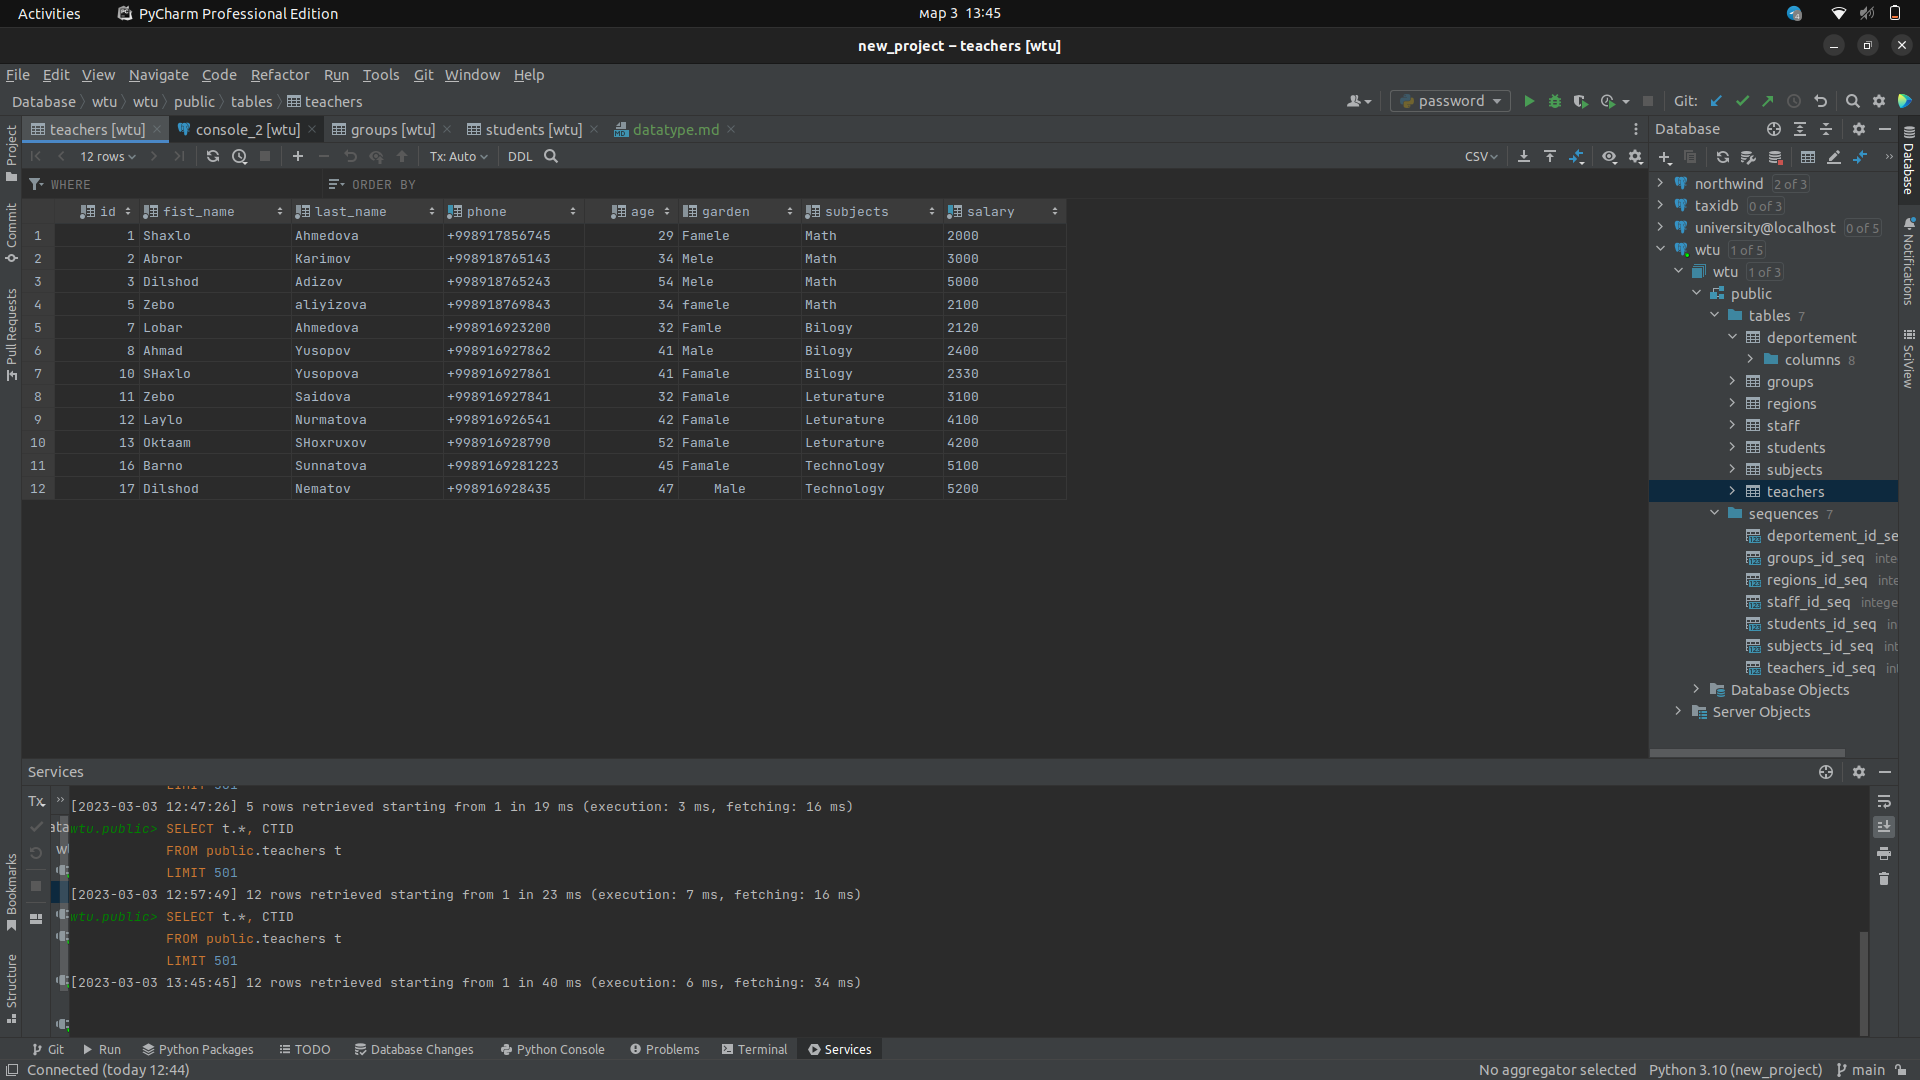 Activities PyCharm Professional Edition мар 3 13:45
new_project – teachers [wtu]
File Edit View Navigate Code Refactor Run Tools Git Window Help
Database wtu wtu public tables teachers password Git:
teachers [wtu] console_2 [wtu] groups [wtu] students [wtu] datatype.md
12 rows Tx: Auto DDL CSV
WHERE ORDER BY
id fist_name last_name phone age garden subjects salary
1 1 Shaxlo Ahmedova +998917856745 29 Famele Math 2000
2 2 Abror Karimov +998918765143 34 Mele Math 3000
3 3 Dilshod Adizov +998918765243 54 Mele Math 5000
4 5 Zebo aliyizova +998918769843 34 famele Math 2100
5 7 Lobar Ahmedova +998916923200 32 Famle Bilogy 2120
6 8 Ahmad Yusopov +998916927862 41 Male Bilogy 2400
7 10 SHaxlo Yusopova +998916927861 41 Famale Bilogy 2330
8 11 Zebo Saidova +998916927841 32 Famale Leturature 3100
9 12 Laylo Nurmatova +998916926541 42 Famale Leturature 4100
10 13 Oktaam SHoxruxov +998916928790 52 Famale Leturature 4200
11 16 Barno Sunnatova +9989169281223 45 Famale Technology 5100
12 17 Dilshod Nematov +998916928435 47 Male Technology 5200
Project
Commit
Pull Requests
Bookmarks
Structure
Database
northwind 2 of 3
taxidb 0 of 3
university@localhost 0 of 5
wtu 1 of 5
wtu 1 of 3
public
tables 7
deportement
columns 8
groups
regions
staff
students
subjects
teachers
sequences 7
deportement_id_se
groups_id_seq inte
regions_id_seq inte
staff_id_seq intege
students_id_seq in
subjects_id_seq int
teachers_id_seq int
Database Objects
Server Objects
Database
Notifications
SciView
Services
Tx
[2023-03-03 12:47:26] 5 rows retrieved starting from 1 in 19 ms (execution: 3 ms, fetching: 16 ms)
wtu.public> SELECT t.*, CTID
FROM public.teachers t
LIMIT 501
[2023-03-03 12:57:49] 12 rows retrieved starting from 1 in 23 ms (execution: 7 ms, fetching: 16 ms)
wtu.public> SELECT t.*, CTID
FROM public.teachers t
LIMIT 501
[2023-03-03 13:45:45] 12 rows retrieved starting from 1 in 40 ms (execution: 6 ms, fetching: 34 ms)
Git Run Python Packages TODO Database Changes Python Console Problems Terminal Services
Connected (today 12:44) No aggregator selected Python 3.10 (new_project) main